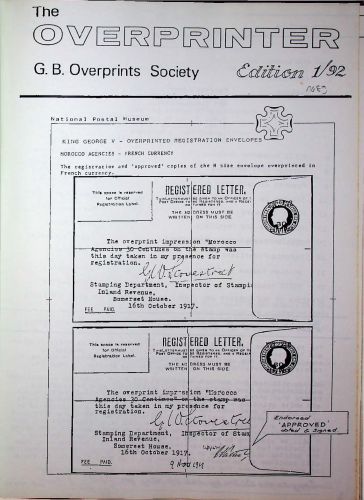 The
OVERPRINTER
G.B. Overprints Society
Edition 1/92
National Postal Museum
KING GEORGE V - OVERPRINTED REGISTRATION ENVELOPES
MOROCCO AGENCIES - FRENCH CURRENCY
The registration and 'approved' copies of the H size envelope overprinted in
French currency.
This space is reserved
for Official
Registration Label.
REGISTERED LETTER.
THE ADDRESS MUST BE
WRITTEN ON THIS SIDE.
The overprint impression "Morocco
Agencies 30 Centimes on the Stamp was
this day taken in my presence for
registration.
Stamping Department, Inspector of Stampi
Inland Revenue,
Somerset House.
16th October 1917.
FEE PAID.
This space is reserved
for Official
Registration Label.
REGISTERED LETTER.
THE ADDRESS MUST BE
WRITTEN ON THIS SIDE.
The overprint impression "Morocco
Agencies 30 Centimes" on the stamp was
this day taken in my presence for
registration.
Stamping Department, Inspector of Stam
Inland Revenue,
Somerset House.
16th October 1917.
FEE PAID.
9 Nov 1917
Endorsed
'APPROVED'
dated & signed